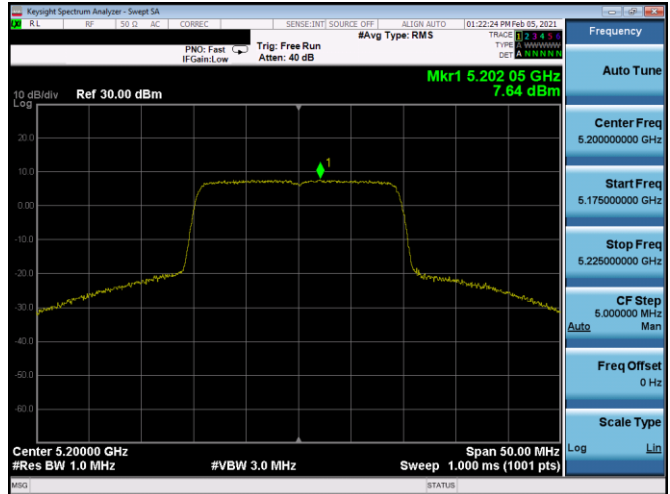 Keysight Spectrum Analyzer - Swept SA
RL RF 50 Ω AC CORREC SENSE:INT SOURCE OFF ALIGN AUTO 01:22:24 PM Feb 05, 2021
#Avg Type: RMS
TRACE 1 2 3 4 5 6
TYPE A WWWWW
DET A N N N N N
PNO: Fast Trig: Free Run
IFGain:Low Atten: 40 dB
Mkr1 5.202 05 GHz
7.64 dBm
10 dB/div Ref 30.00 dBm
Log
20.0
1
10.0
0.00
-10.0
-20.0
-30.0
-40.0
-50.0
-60.0
Center 5.20000 GHz Span 50.00 MHz
#Res BW 1.0 MHz #VBW 3.0 MHz Sweep 1.000 ms (1001 pts)
MSG STATUS
Frequency
Auto Tune
Center Freq
5.200000000 GHz
Start Freq
5.175000000 GHz
Stop Freq
5.225000000 GHz
CF Step
5.000000 MHz
Auto Man
Freq Offset
0 Hz
Scale Type
Log Lin